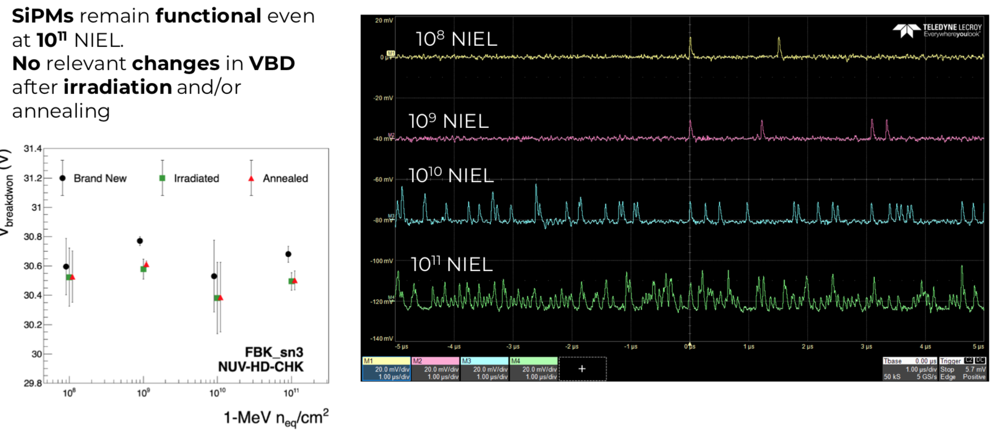 SiPMs remain functional even
at 10¹¹ NIEL.
No relevant changes in VBD
after irradiation and/or
annealing
Vbreakdwon (V)
31.4
31.2
31
30.8
30.6
30.4
30.2
30
29.8
Brand New
Irradiated
Annealed
FBK_sn3
NUV-HD-CHK
10⁸
10⁹
10¹⁰
10¹¹
1-MeV neq/cm²
TELEDYNE LECROY
Everywhereyoulook™
20 mV
0 µV
-20 mV
-40 mV
-60 mV
-80 mV
-100 mV
-120 mV
-140 mV
M1
M2
M3
M4
10⁸ NIEL
10⁹ NIEL
10¹⁰ NIEL
10¹¹ NIEL
-5 µs
-4 µs
-3 µs
-2 µs
-1 µs
0 µs
1 µs
2 µs
3 µs
4 µs
5 µs
M1
20.0 mV/div
1.00 µs/div
M2
20.0 mV/div
1.00 µs/div
M3
20.0 mV/div
1.00 µs/div
M4
20.0 mV/div
1.00 µs/div
+
Tbase 0.00 µs
1.00 µs/div
50 kS 5 GS/s
Trigger C2 DC
Stop 5.7 mV
Edge Positive